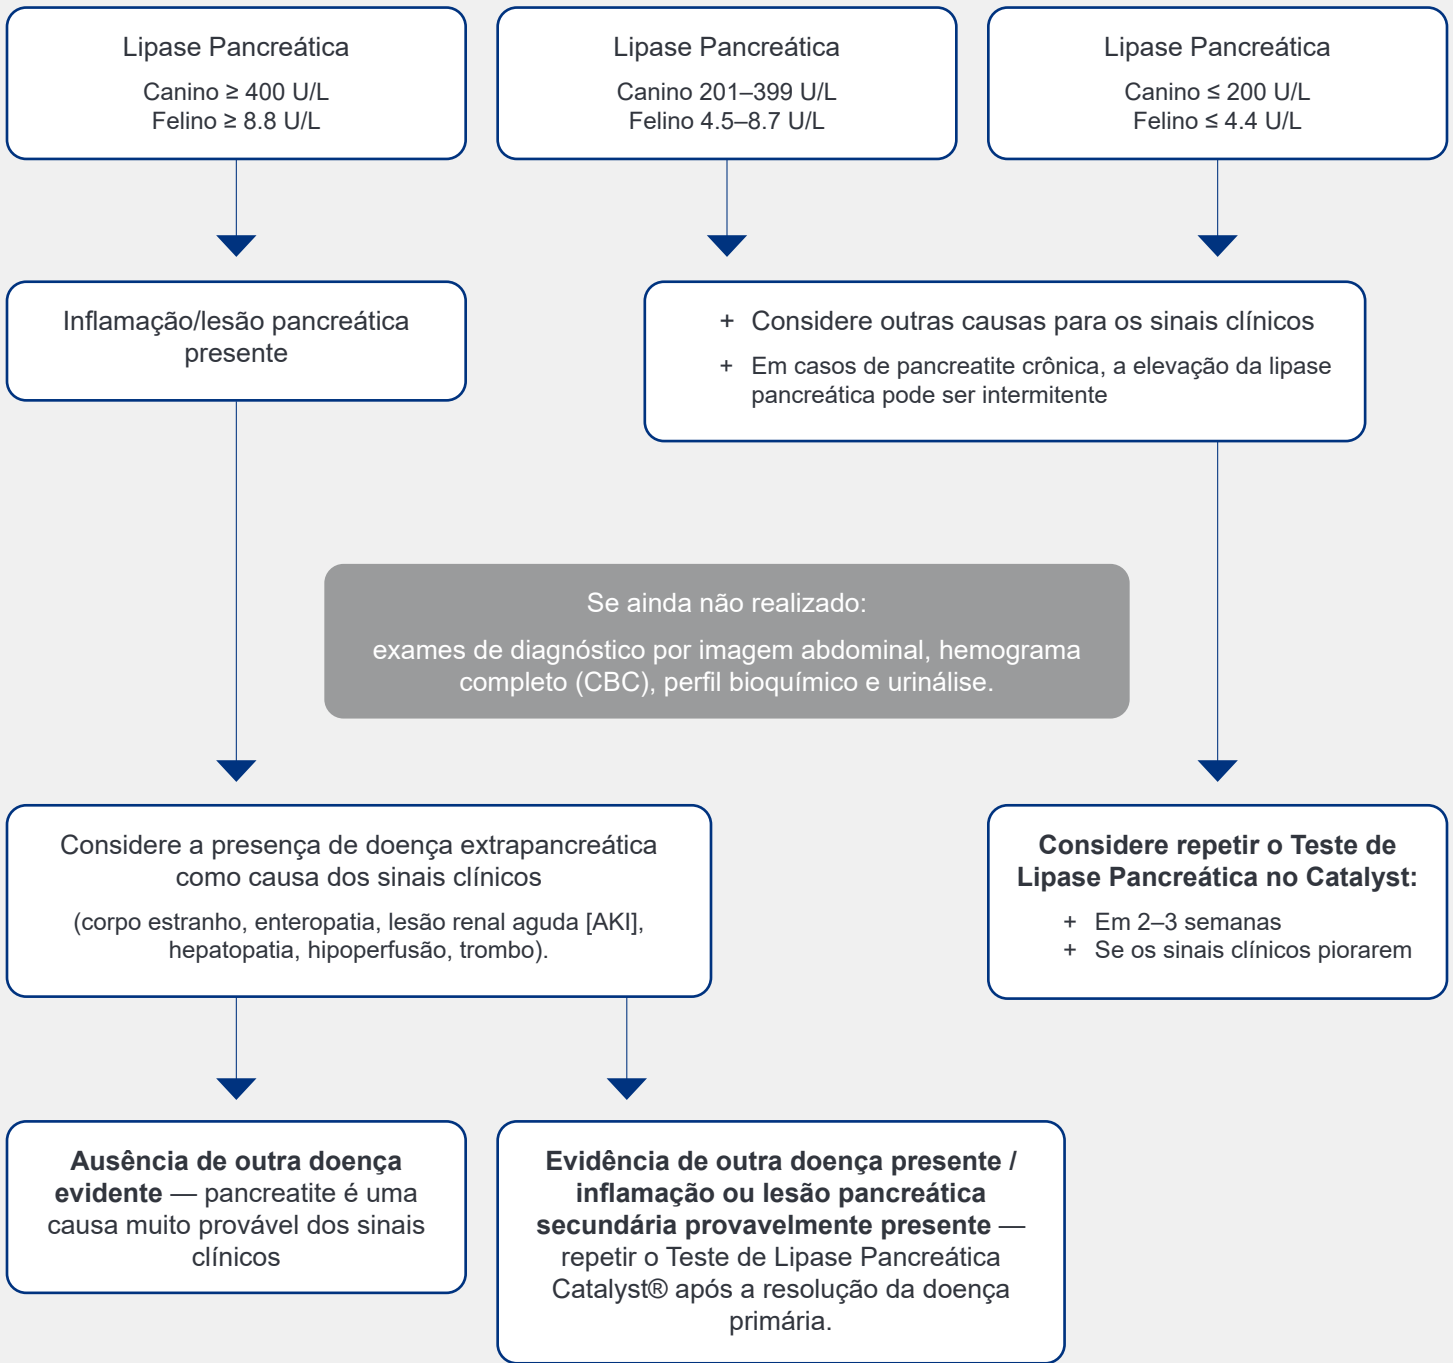 Lipase Pancreática
Canino ≥ 400 U/L
Felino ≥ 8.8 U/L
Lipase Pancreática
Canino 201–399 U/L
Felino 4.5–8.7 U/L
Lipase Pancreática
Canino ≤ 200 U/L
Felino ≤ 4.4 U/L
Inflamação/lesão pancreática
presente
+ Considere outras causas para os sinais clínicos
+ Em casos de pancreatite crônica, a elevação da lipase
pancreática pode ser intermitente
Se ainda não realizado:
exames de diagnóstico por imagem abdominal, hemograma
completo (CBC), perfil bioquímico e urinálise.
Considere a presença de doença extrapancreática
como causa dos sinais clínicos
(corpo estranho, enteropatia, lesão renal aguda [AKI],
hepatopatia, hipoperfusão, trombo).
Considere repetir o Teste de
Lipase Pancreática no Catalyst:
+ Em 2–3 semanas
+ Se os sinais clínicos piorarem
Ausência de outra doença
evidente — pancreatite é uma
causa muito provável dos sinais
clínicos
Evidência de outra doença presente /
inflamação ou lesão pancreática
secundária provavelmente presente —
repetir o Teste de Lipase Pancreática
Catalyst® após a resolução da doença
primária.